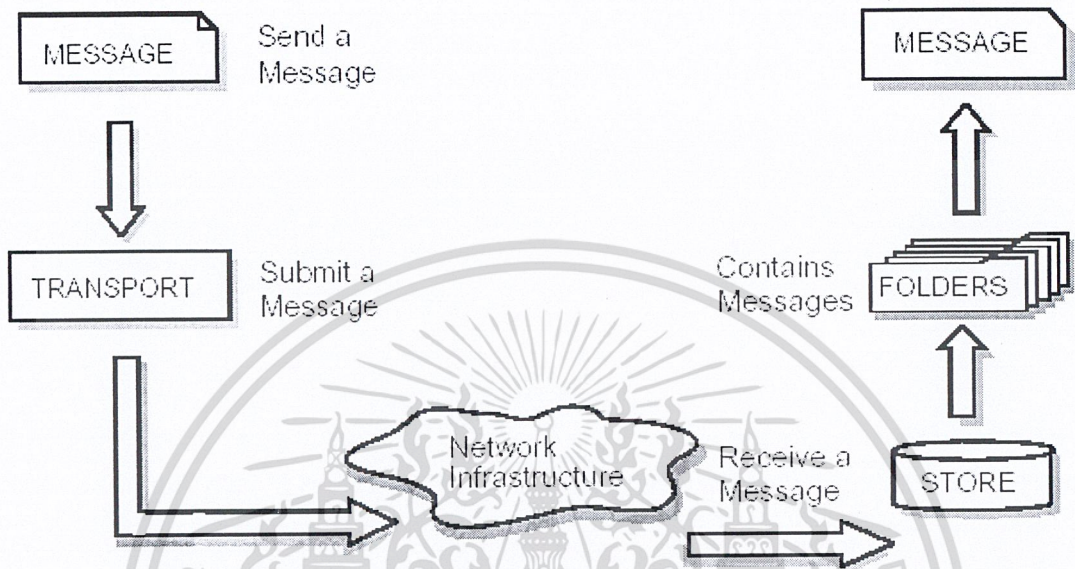 MESSAGE
Send a
Message
TRANSPORT
Submit a
Message
Network
Infrastructure
Receive a
Message
STORE
Contains
Messages
FOLDERS
MESSAGE